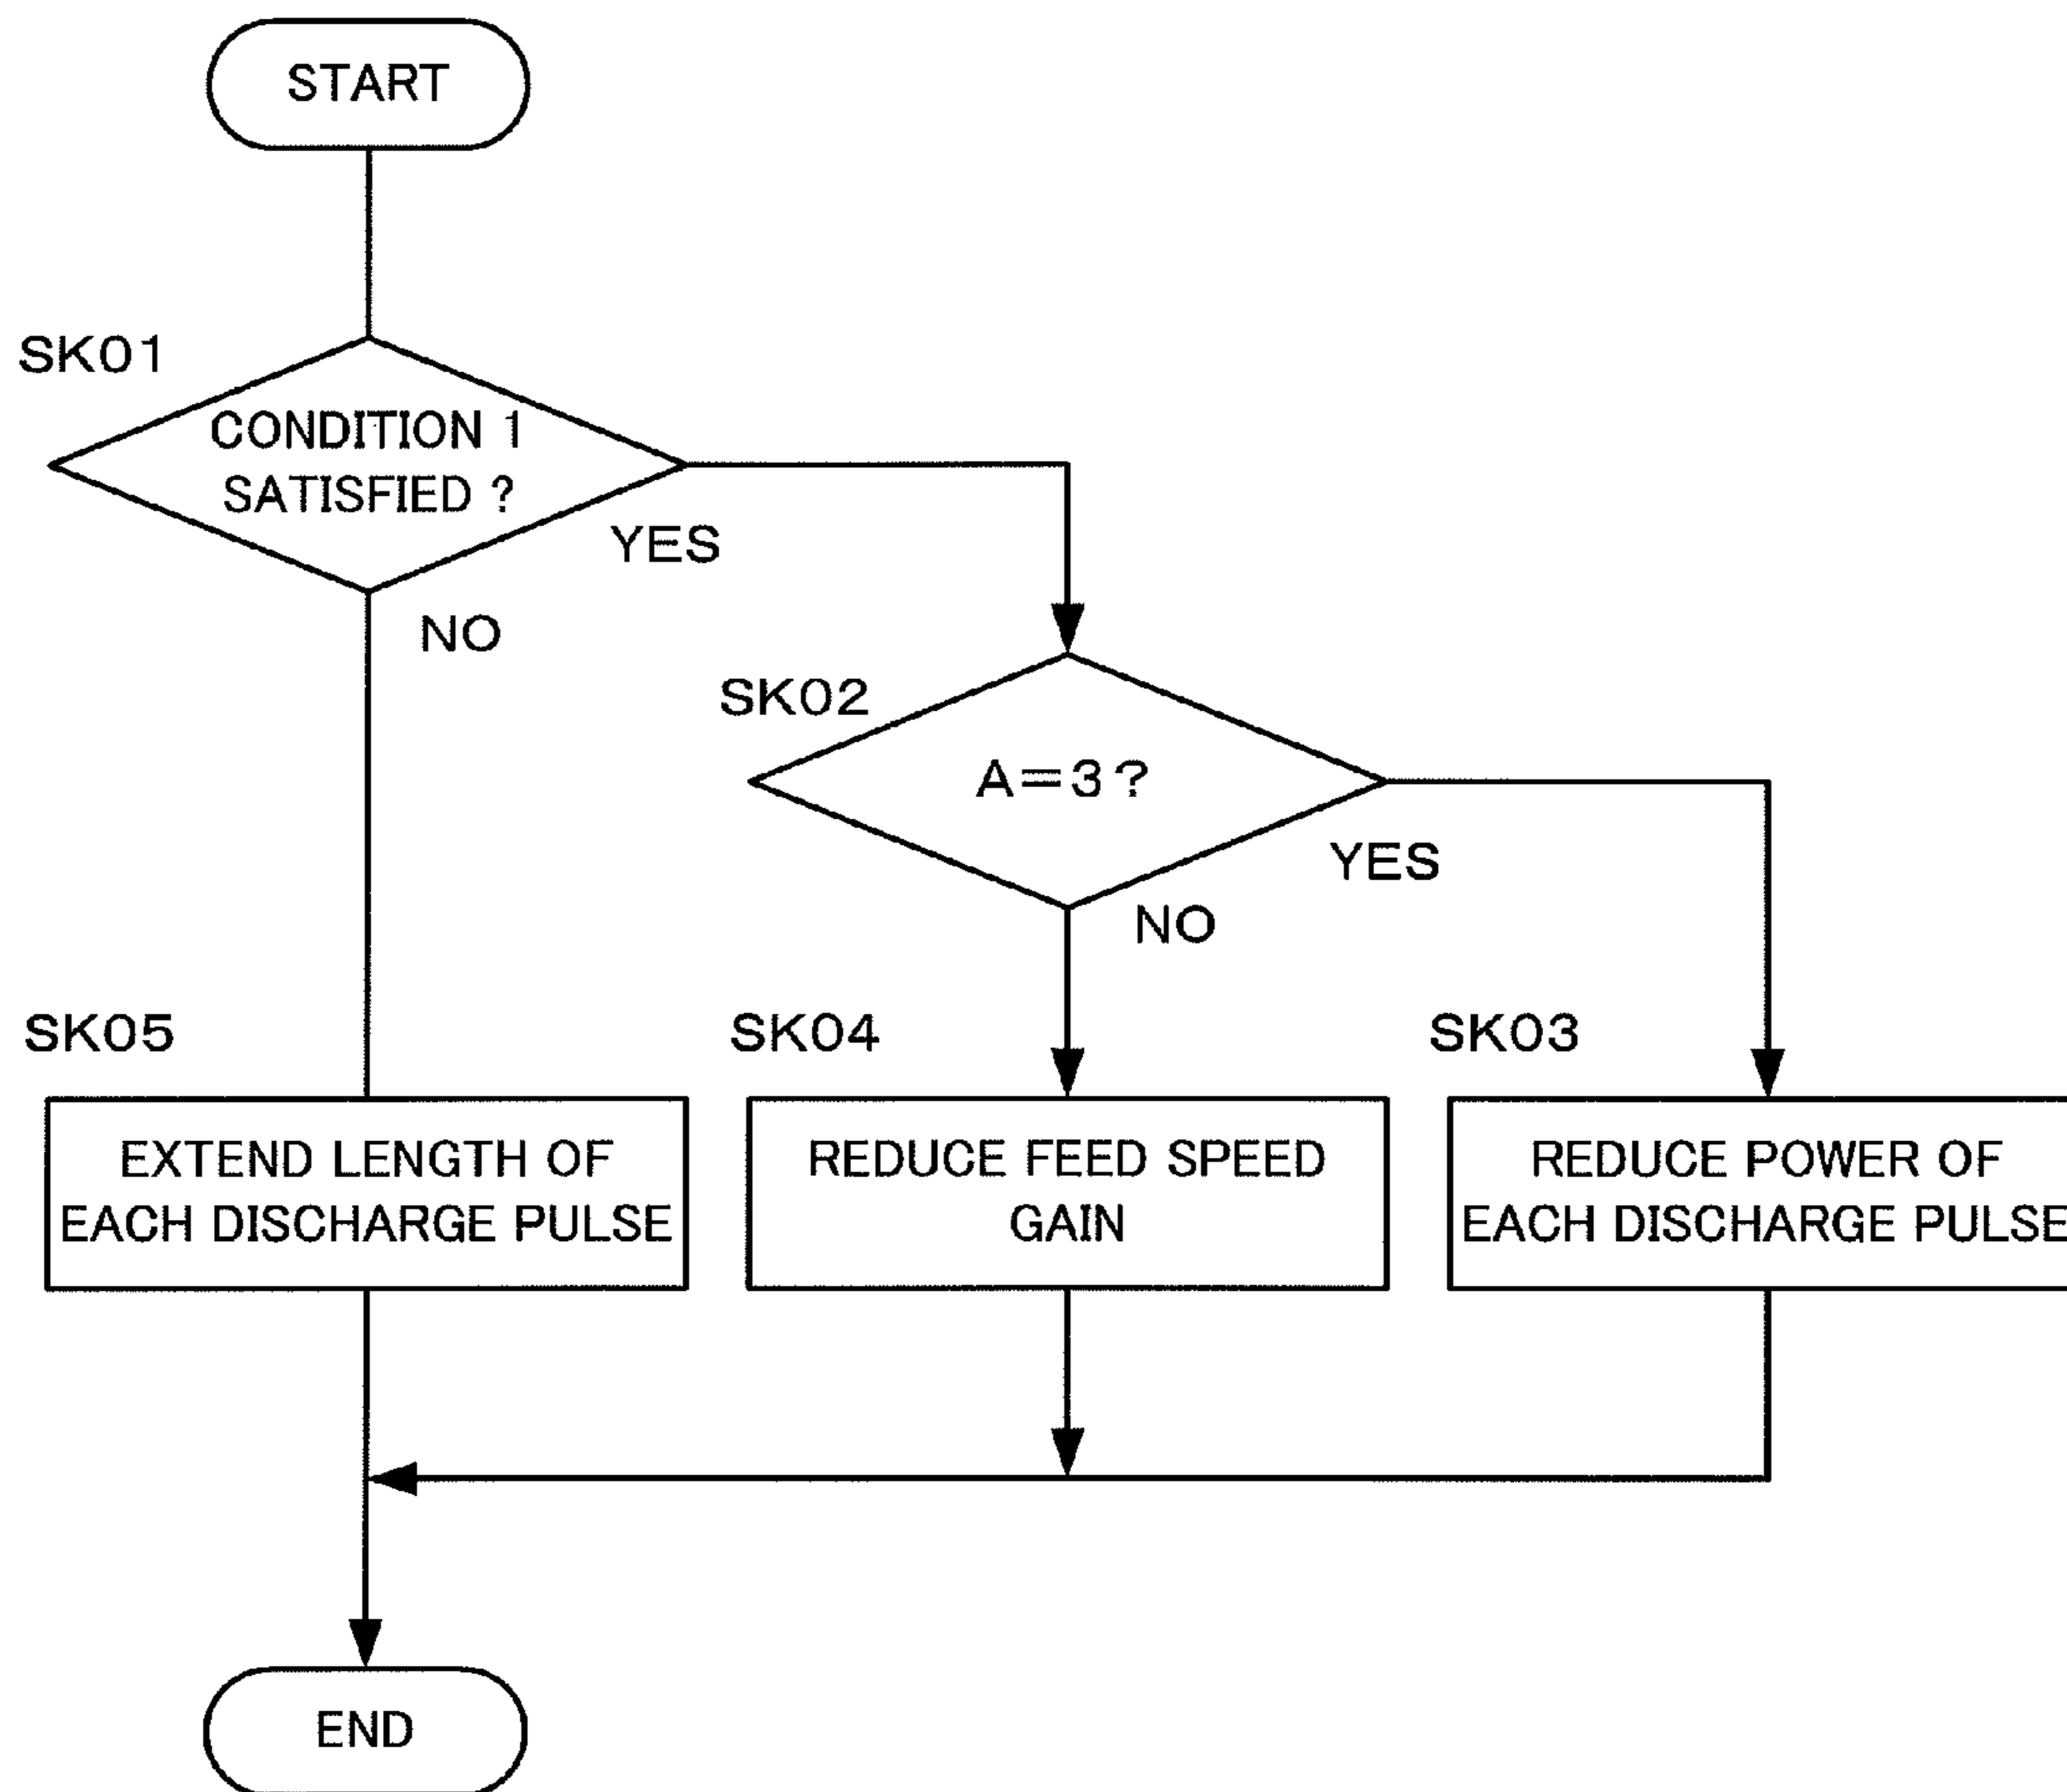 START
SK01
CONDITION 1
SATISFIED ?
YES
NO
SK02
A=3?
YES
NO
SK05
EXTEND LENGTH OF
EACH DISCHARGE PULSE
SK04
REDUCE FEED SPEED
GAIN
SK03
REDUCE POWER OF
EACH DISCHARGE PULSE
END